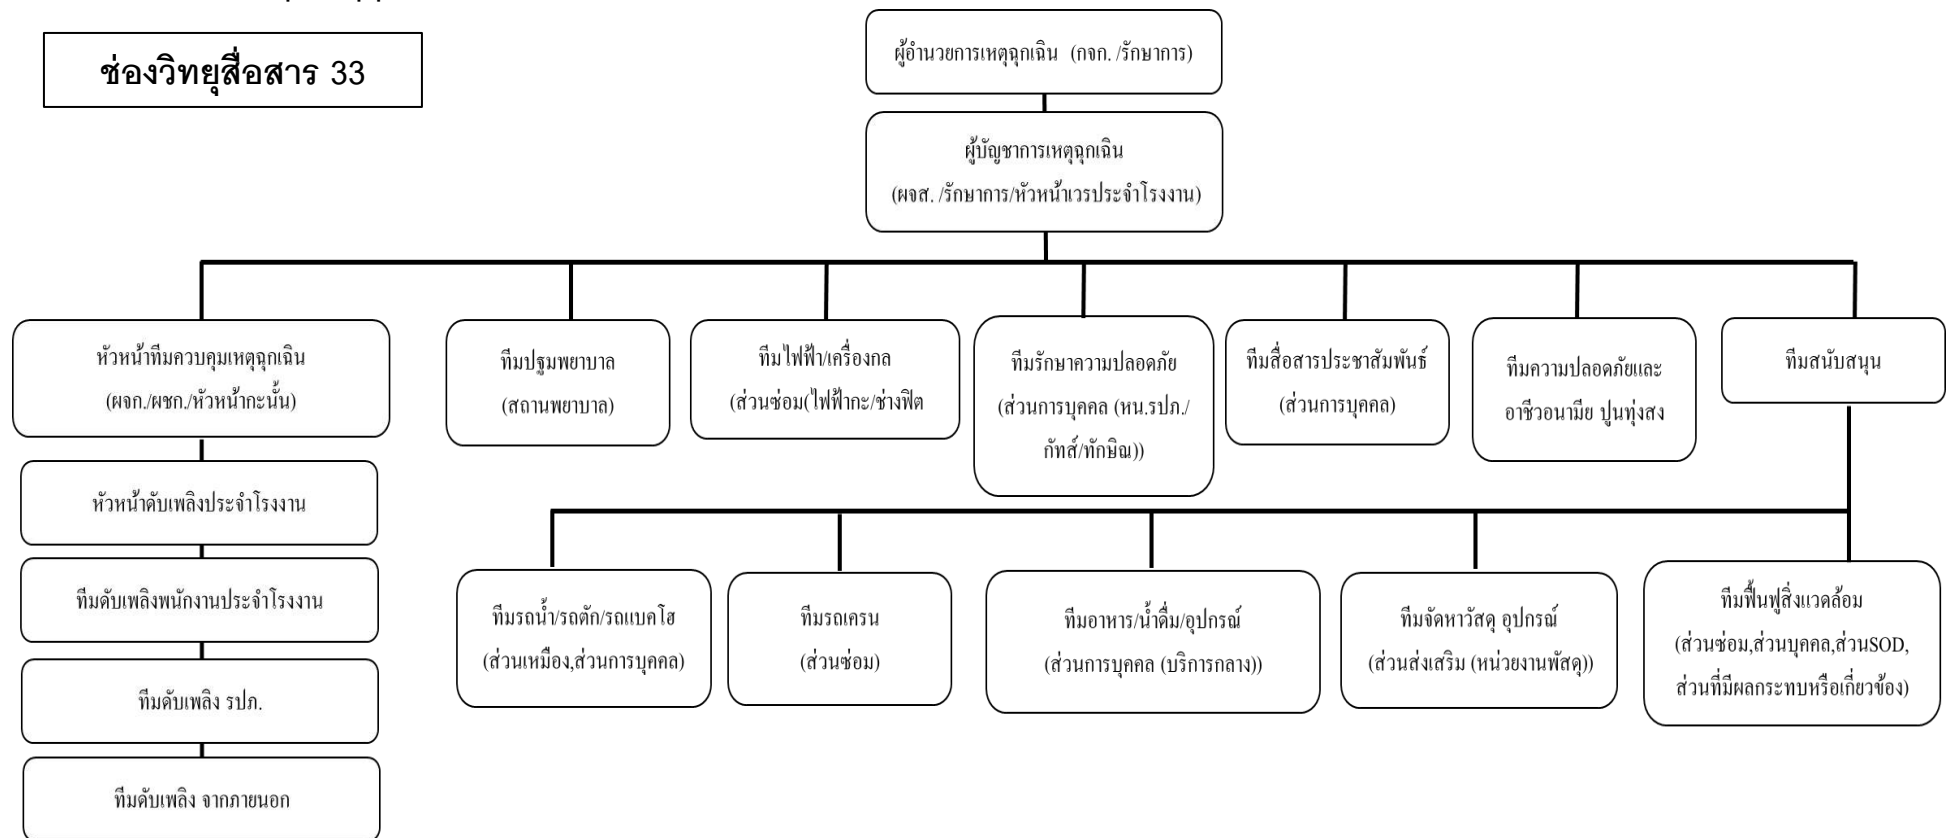 ช่องวิทยุสื่อสาร 33
ผู้อำนวยการเหตุฉุกเฉิน (กจก. /รักษาการ)
ผู้บัญชาการเหตุฉุกเฉิน
(ผจส. /รักษาการ/หัวหน้าเวรประจำโรงงาน)
หัวหน้าทีมควบคุมเหตุฉุกเฉิน
(ผจก./ผชก./หัวหน้ากะนั้น)
ทีมปฐมพยาบาล
(สถานพยาบาล)
ทีมไฟฟ้า/เครื่องกล
(ส่วนซ่อม(ไฟฟ้ากะ/ช่างฟิต
ทีมรักษาความปลอดภัย
(ส่วนการบุคคล (หน.รปภ./
กัทส์/ทักษิณ))
ทีมสื่อสารประชาสัมพันธ์
(ส่วนการบุคคล)
ทีมความปลอดภัยและ
อาชีวอนามีย ปูนทุ่งสง
ทีมสนับสนุน
หัวหน้าดับเพลิงประจำโรงงาน
ทีมดับเพลิงพนักงานประจำโรงงาน
ทีมดับเพลิง รปภ.
ทีมดับเพลิง จากภายนอก
ทีมรถน้ำ/รถตัก/รถแบคโฮ
(ส่วนเหมือง,ส่วนการบุคคล)
ทีมรถเครน
(ส่วนซ่อม)
ทีมอาหาร/น้ำดื่ม/อุปกรณ์
(ส่วนการบุคคล (บริการกลาง))
ทีมจัดหาวัสดุ อุปกรณ์
(ส่วนส่งเสริม (หน่วยงานพัสดุ))
ทีมฟื้นฟูสิ่งแวดล้อม
(ส่วนซ่อม,ส่วนบุคคล,ส่วนSOD,
ส่วนที่มีผลกระทบหรือเกี่ยวข้อง)